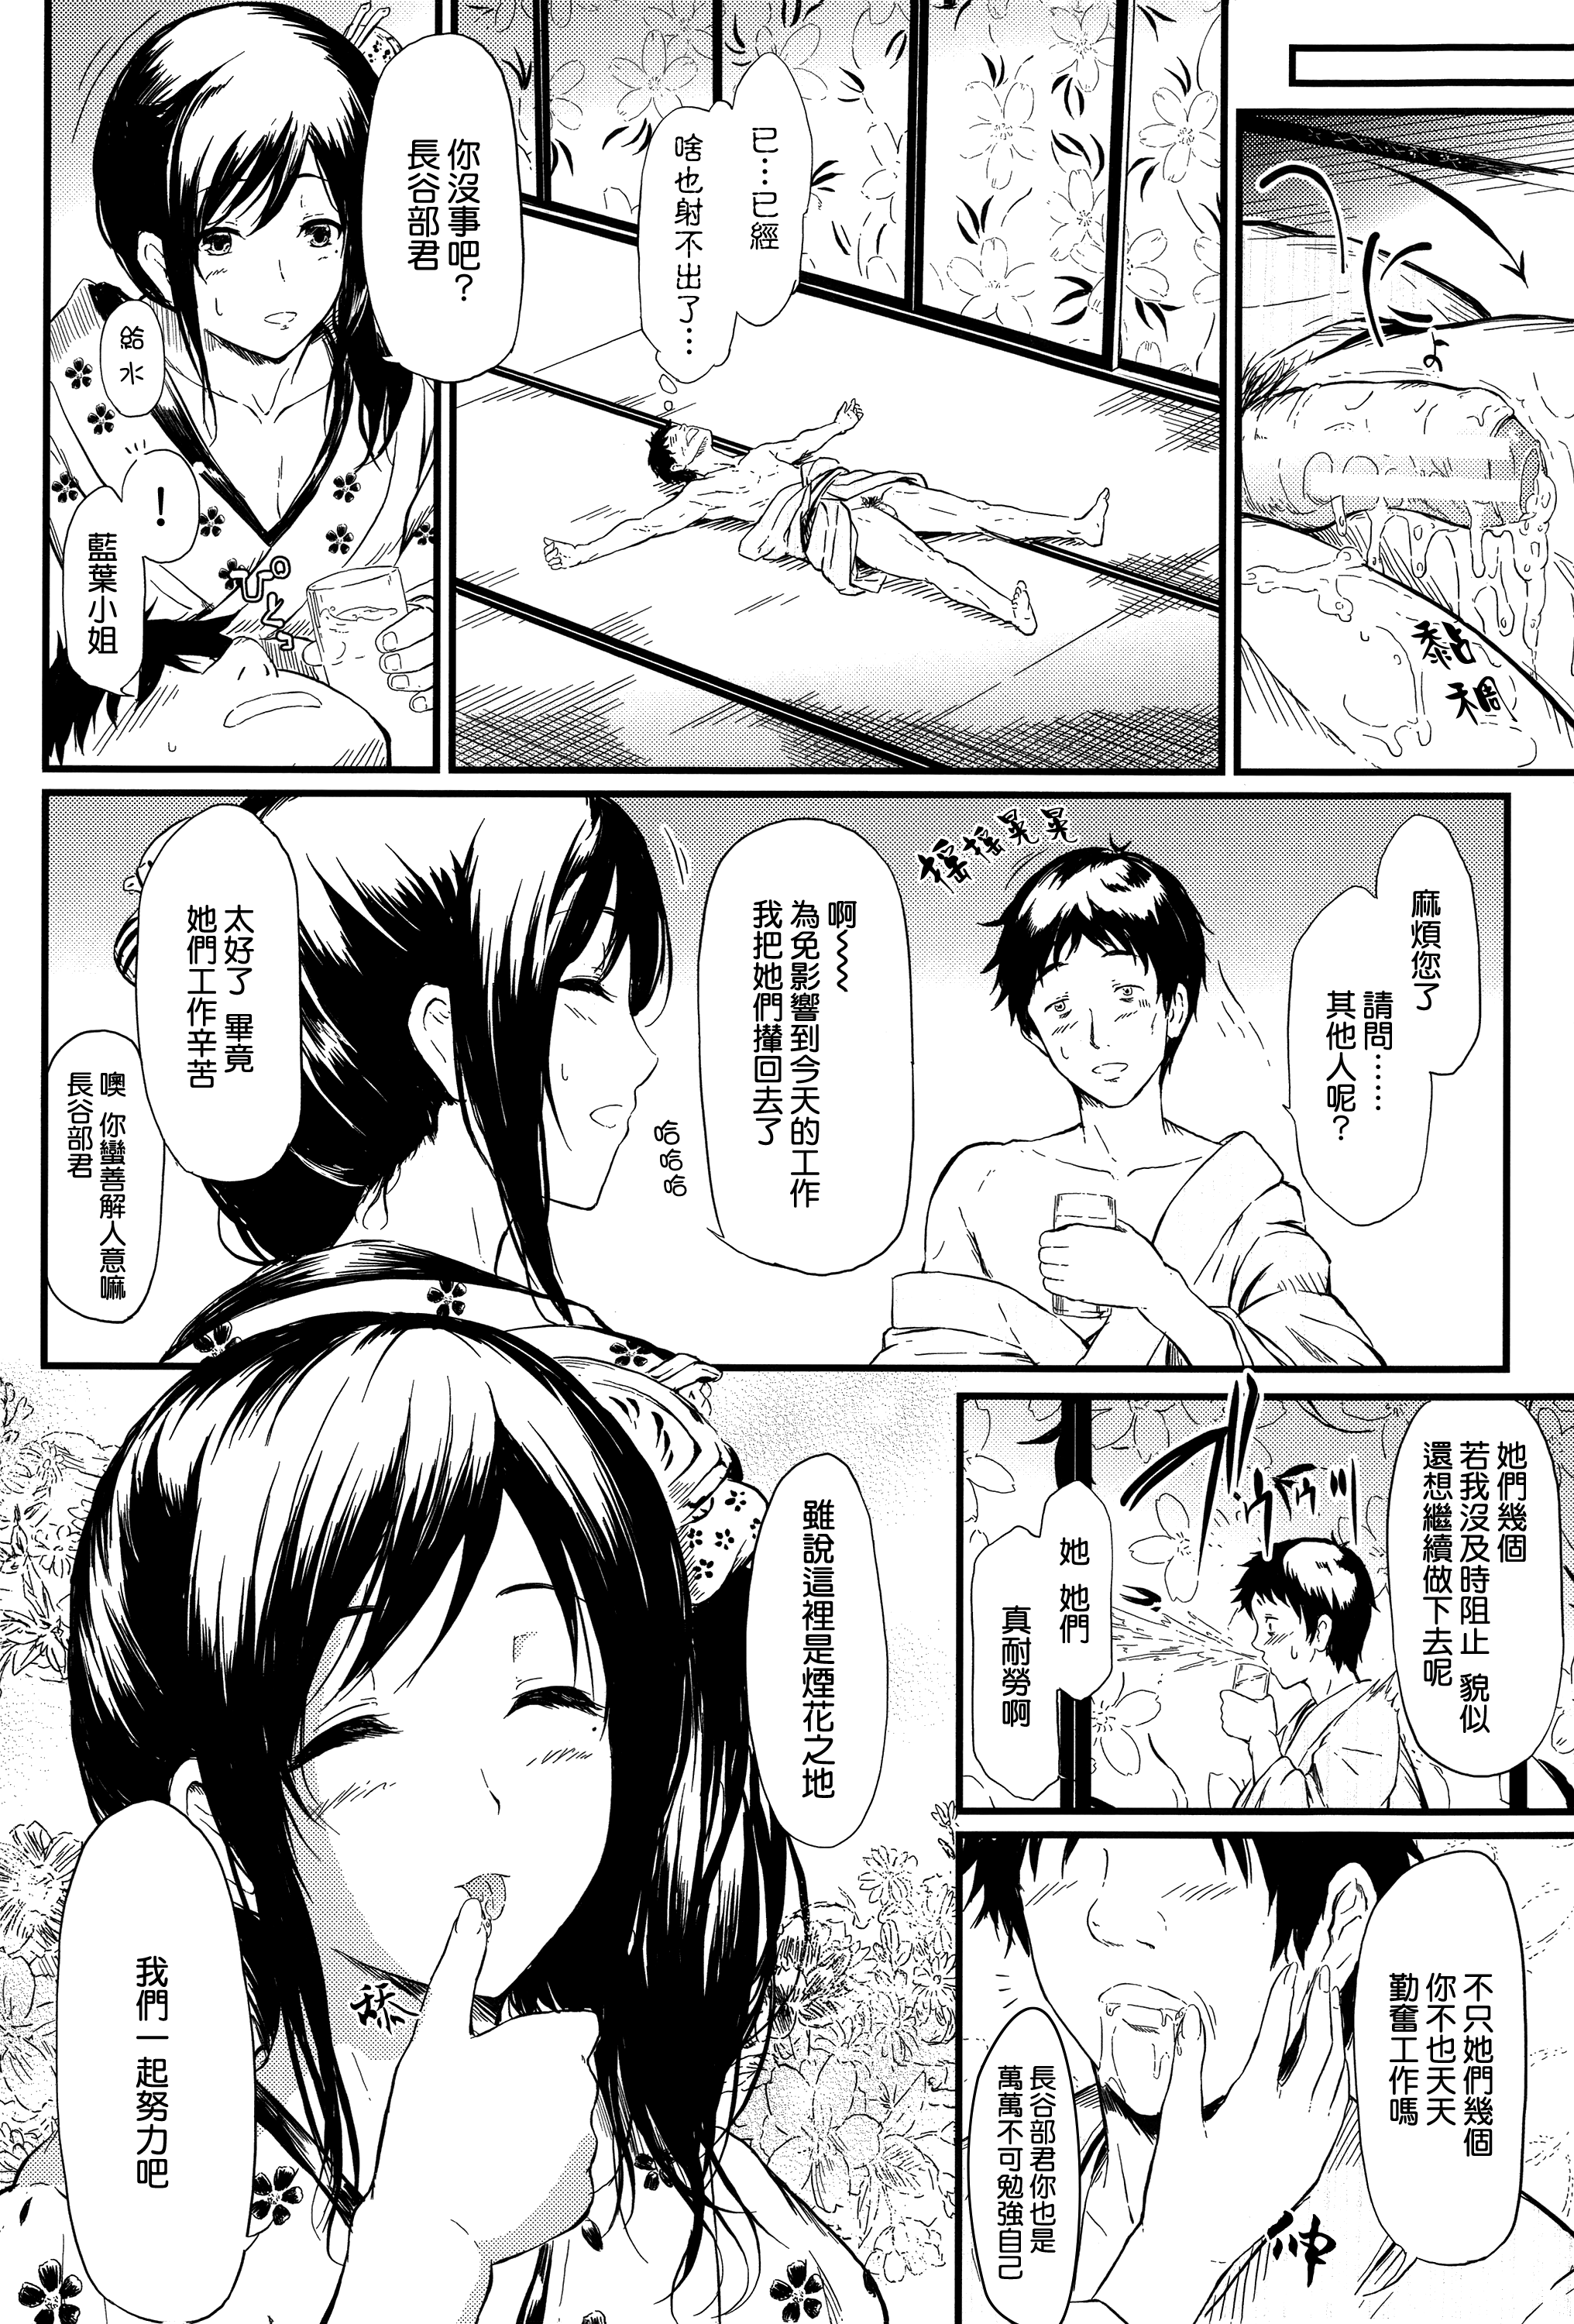 黏稠
已…已經
啥也射不出了…
你沒事吧？
長谷部君
給水
！
藍葉小姐
麻煩您了
請問……
其他人呢？
搖搖晃晃
啊~~~
為免影響到今天的工作
我把她們攆回去了
哈哈哈
太好了 畢竟
她們工作辛苦
噢 你蠻善解人意嘛
長谷部君
她們幾個
若我沒及時阻止 貌似
還想繼續做下去呢
她 她們
真耐勞啊
不只她們幾個
你不也天天
勤奮工作嗎
長谷部君你也是
萬萬不可勉強自己
伸
雖說這裡是煙花之地
舔
我們一起努力吧